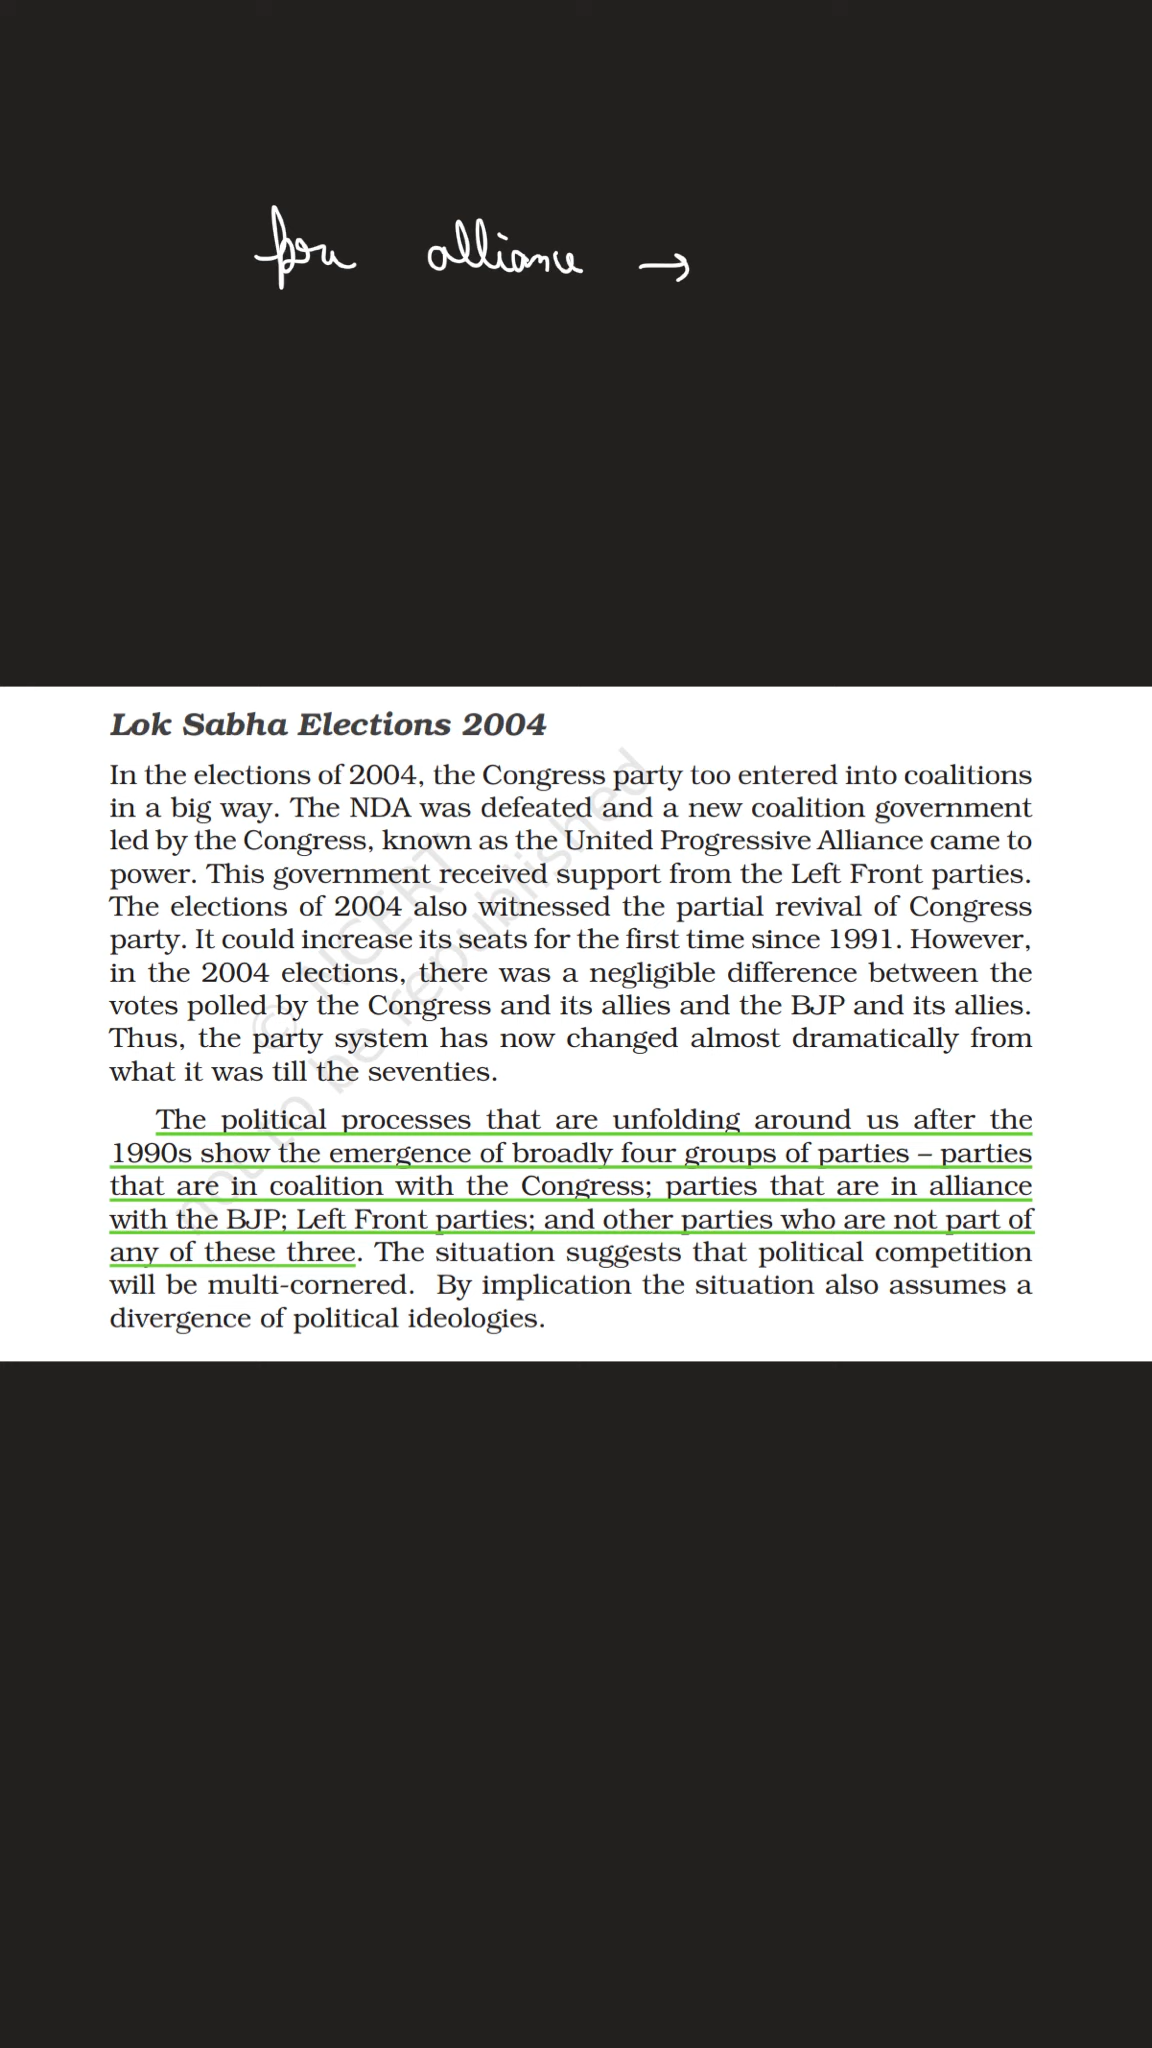 alliance →
Lok Sabha Elections 2004
In the elections of 2004, the Congress party too entered into coalitions
in a big way. The NDA was defeated and a new coalition government
led by the Congress, known as the United Progressive Alliance came to
power. This government received support from the Left Front parties.
The elections of 2004 also witnessed the partial revival of Congress
party. It could increase its seats for the first time since 1991. However,
in the 2004 elections, there was a negligible difference between the
votes polled by the Congress and its allies and the BJP and its allies.
Thus, the party system has now changed almost dramatically from
what it was till the seventies.
The political processes that are unfolding around us after the
1990s show the emergence of broadly four groups of parties – parties
that are in coalition with the Congress; parties that are in alliance
with the BJP; Left Front parties; and other parties who are not part of
any of these three. The situation suggests that political competition
will be multi-cornered. By implication the situation also assumes a
divergence of political ideologies.
© NCERT
not to be republished